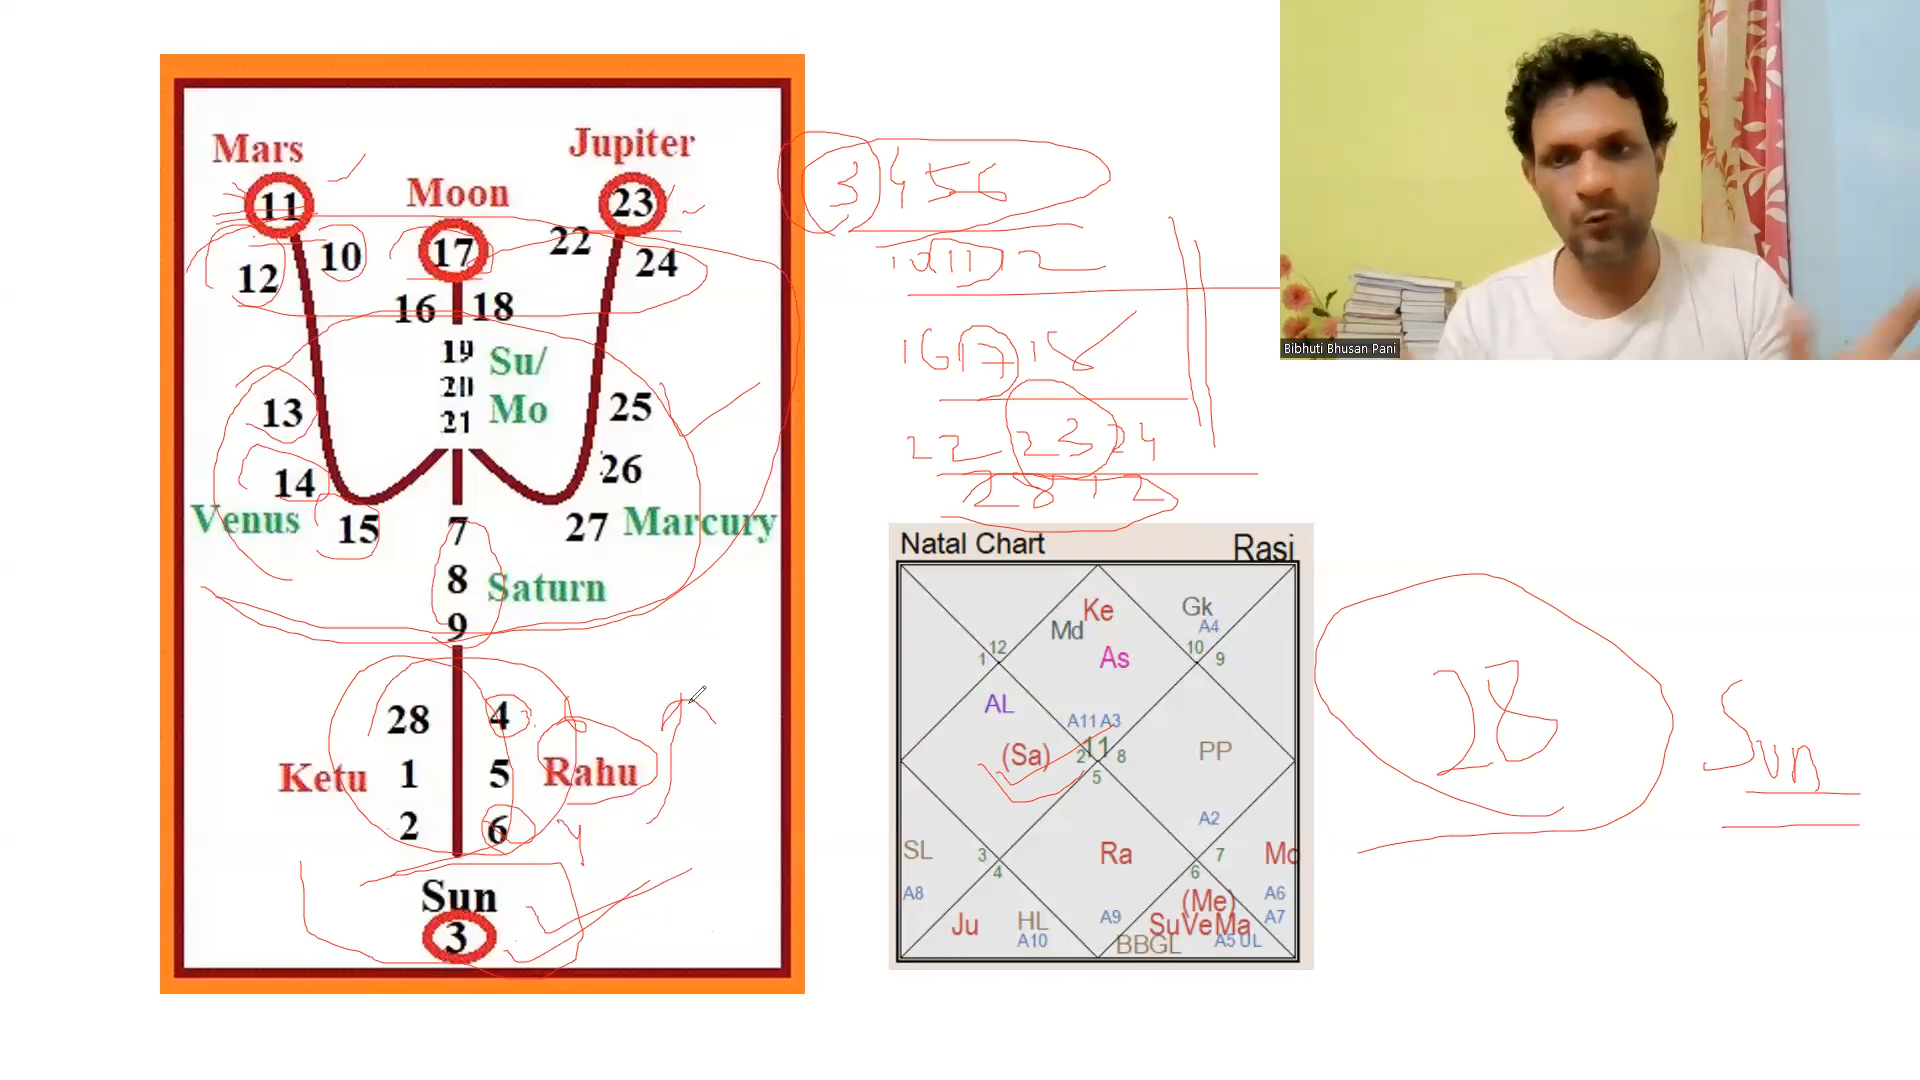 Mars
Jupiter
Moon
11
23
17
22
10
24
12
16
18
19
20
21
Su/
Mo
13
25
14
26
Venus
15
7
27
Marcury
8
Saturn
9
28
4
Ketu
1
5
Rahu
2
6
Sun
3
3 4 5 6
10 11 12
16 17 18
22 23 24
28 1 2
Bibhuti Bhusan Pani
Natal Chart
Rasi
Ke
Md
As
Gk
A4
12
10
1
9
AL
A11 A3
(Sa)
2
11
8
5
PP
A2
SL
3
Ra
7
4
6
A8
(Me)
A6
Ju
HL
A9
SuVeMa
A7
A10
BBGL
A5 UL
28
Sun